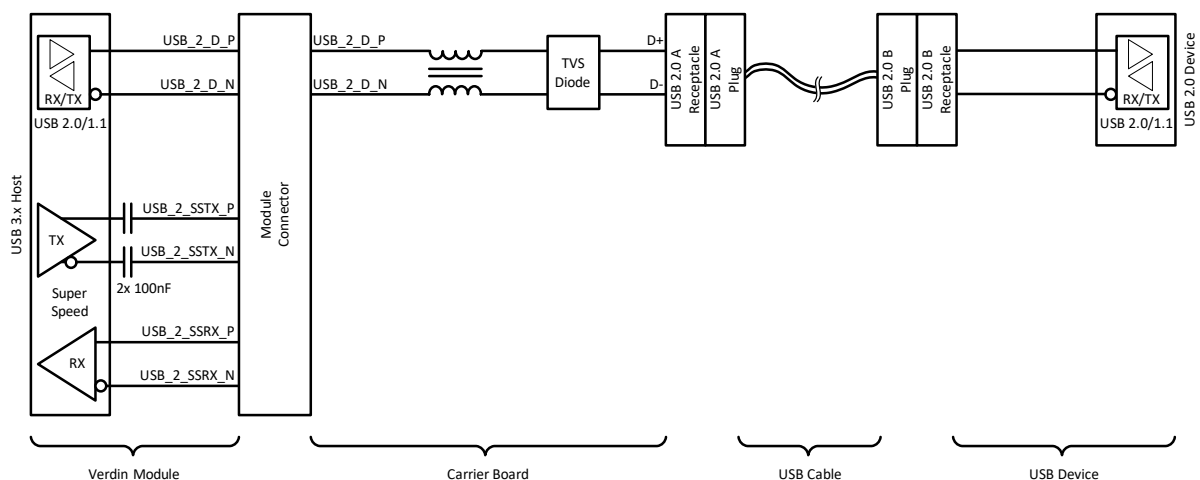 USB 3.x Host
RX/TX
USB 2.0/1.1
USB_2_D_P
USB_2_D_N
TX
USB_2_SSTX_P
USB_2_SSTX_N
2x 100nF
Super
Speed
RX
USB_2_SSRX_P
USB_2_SSRX_N
Module
Connector
USB_2_D_P
USB_2_D_N
TVS
Diode
D+
D-
USB 2.0 A
Receptacle
USB 2.0 A
Plug
USB 2.0 B
Plug
USB 2.0 B
Receptacle
RX/TX
USB 2.0/1.1
USB 2.0 Device
Verdin Module
Carrier Board
USB Cable
USB Device